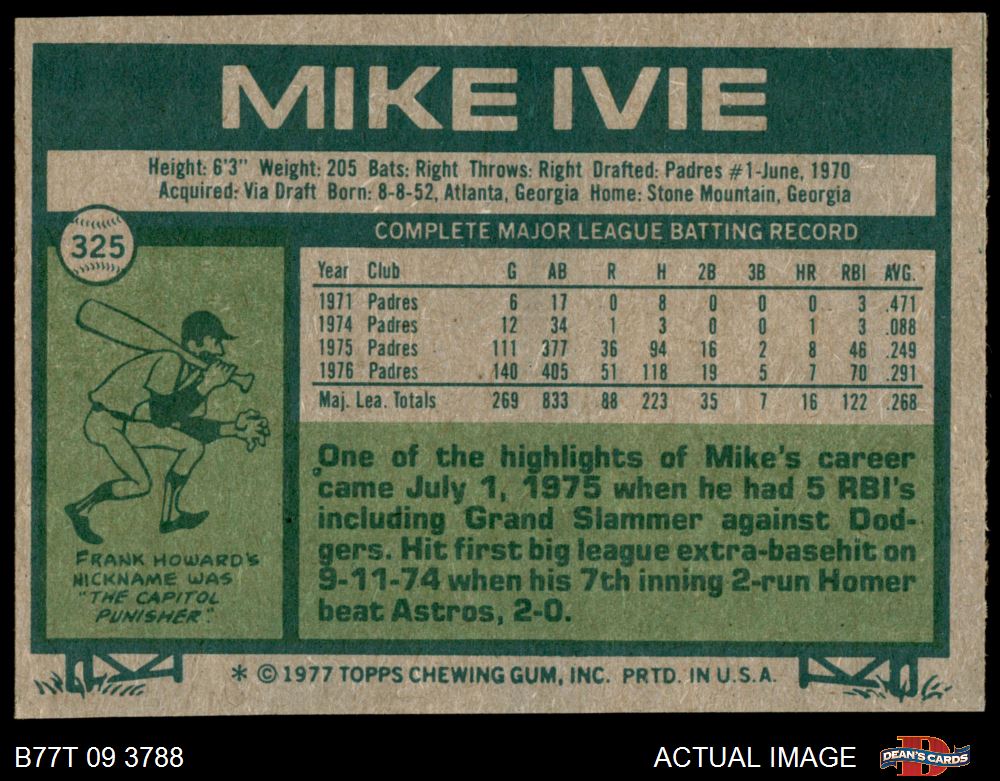 MIKE IVIE
Height: 6'3" Weight: 205 Bats: Right Throws: Right Drafted: Padres #1-June, 1970
Acquired: Via Draft Born: 8-8-52, Atlanta, Georgia Home: Stone Mountain, Georgia
325
COMPLETE MAJOR LEAGUE BATTING RECORD
Year Club G AB R H 2B 3B HR RBI AVG.
1971 Padres 6 17 0 8 0 0 0 3 .471
1974 Padres 12 34 1 3 0 0 1 3 .088
1975 Padres 111 377 36 94 16 2 8 46 .249
1976 Padres 140 405 51 118 19 5 7 70 .291
Maj. Lea. Totals 269 833 88 223 35 7 16 122 .268
One of the highlights of Mike's career
came July 1, 1975 when he had 5 RBI's
including Grand Slammer against Dod-
gers. Hit first big league extra-basehit on
9-11-74 when his 7th inning 2-run Homer
beat Astros, 2-0.
FRANK HOWARD'S
NICKNAME WAS
"THE CAPITOL
PUNISHER."
* © 1977 TOPPS CHEWING GUM, INC. PRTD. IN U.S.A.
B77T 09 3788
ACTUAL IMAGE
D
DEAN'S CARDS